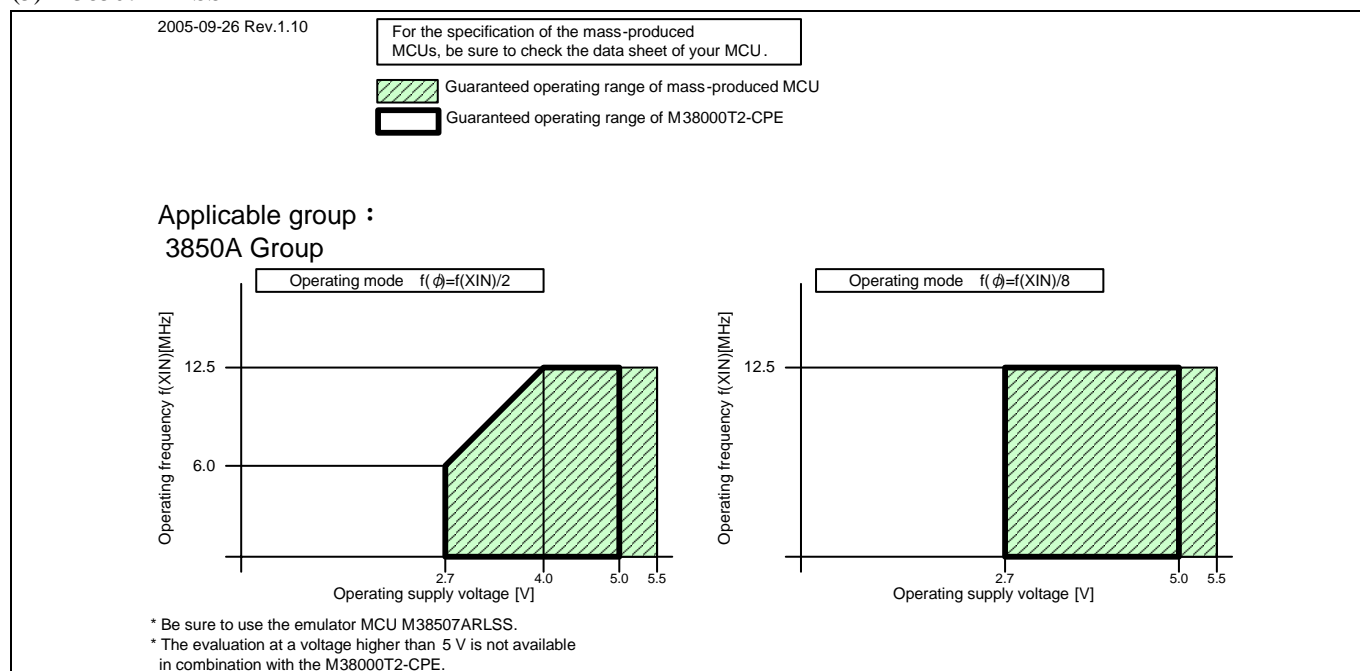 2005-09-26 Rev.1.10
For the specification of the mass-produced
MCUs, be sure to check the data sheet of your MCU.
Guaranteed operating range of mass-produced MCU
Guaranteed operating range of M38000T2-CPE
Applicable group :
3850A Group
Operating mode f(φ)=f(XIN)/2
Operating frequency f(XIN)[MHz]
12.5
6.0
2.7 4.0 5.0 5.5
Operating supply voltage [V]
Operating mode f(φ)=f(XIN)/8
Operating frequency f(XIN)[MHz]
12.5
2.7 5.0 5.5
Operating supply voltage [V]
* Be sure to use the emulator MCU M38507ARLSS.
* The evaluation at a voltage higher than 5 V is not available
in combination with the M38000T2-CPE.